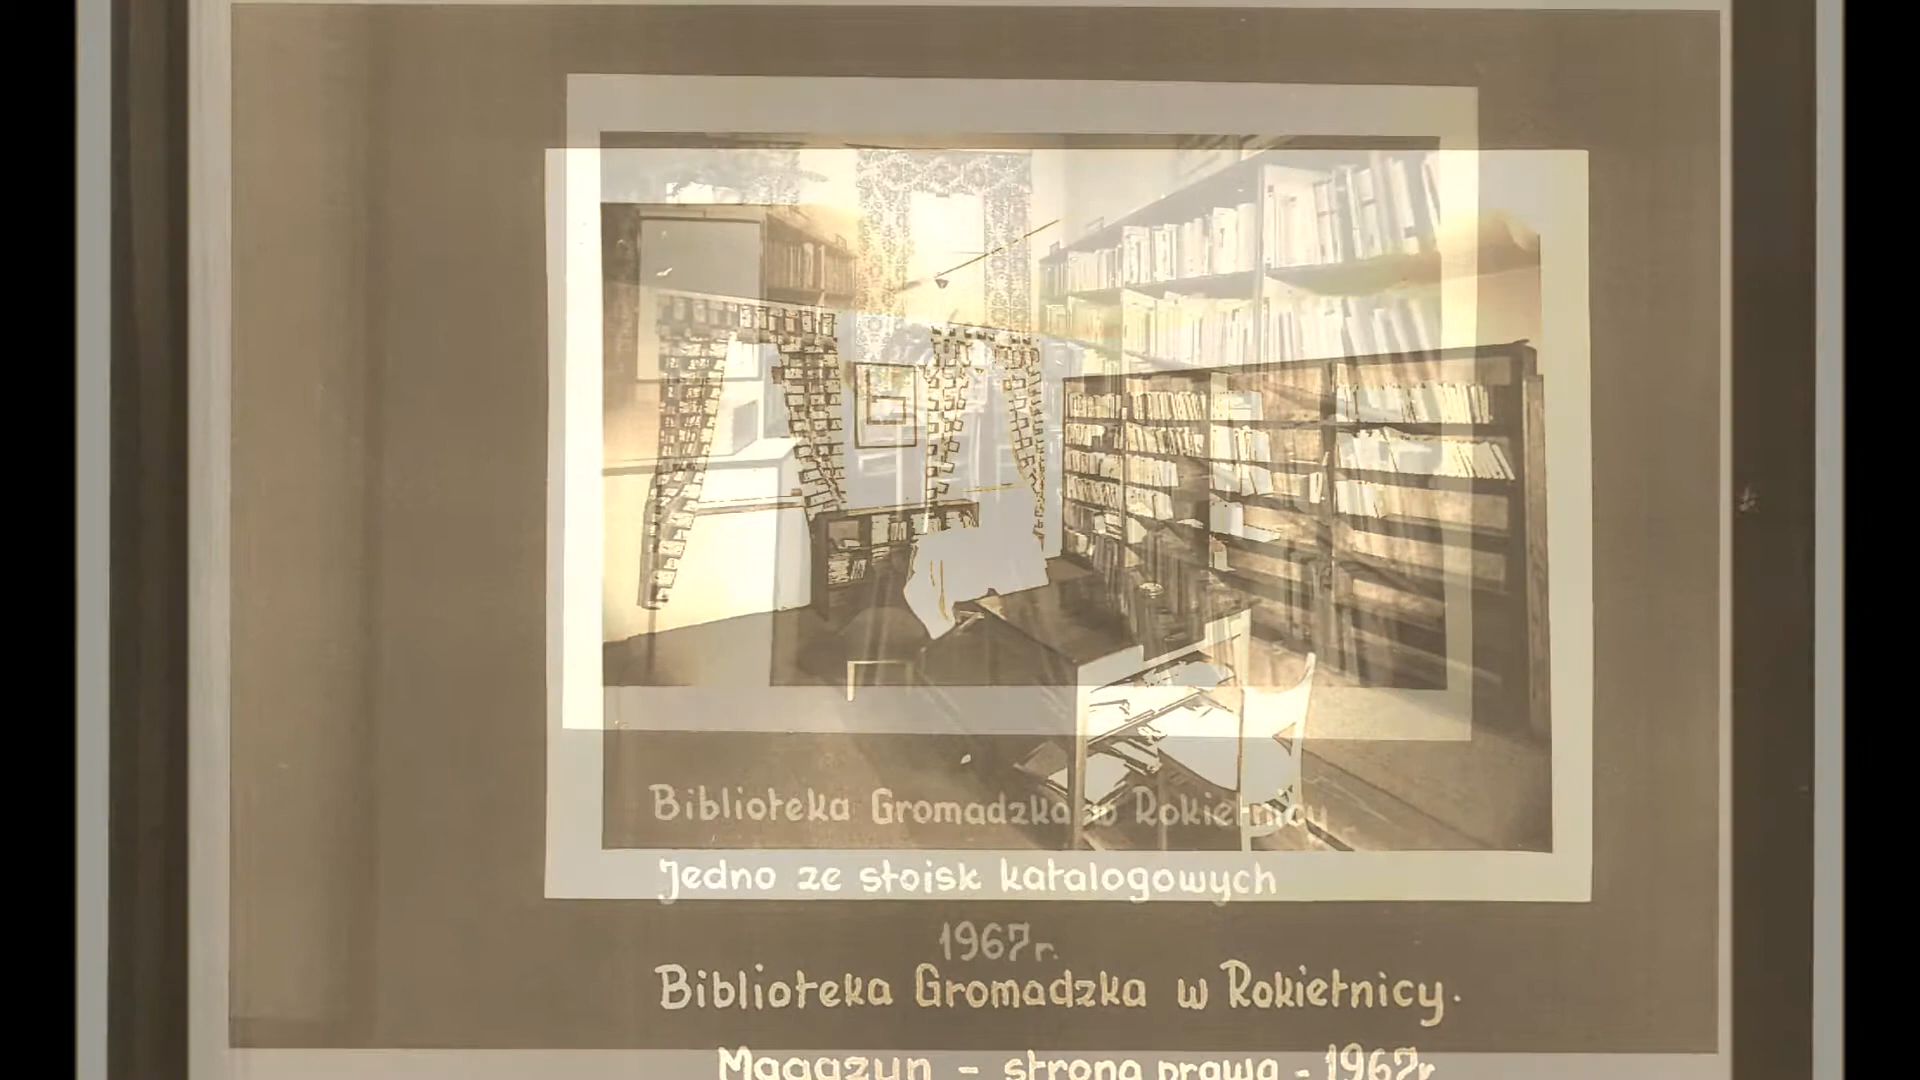 Biblioteka Gromadzka w Rokietnicy
Jedno ze stoisk katalogowych
1967r.
Biblioteka Gromadzka w Rokietnicy.
Magazyn - strona prawa - 1967r